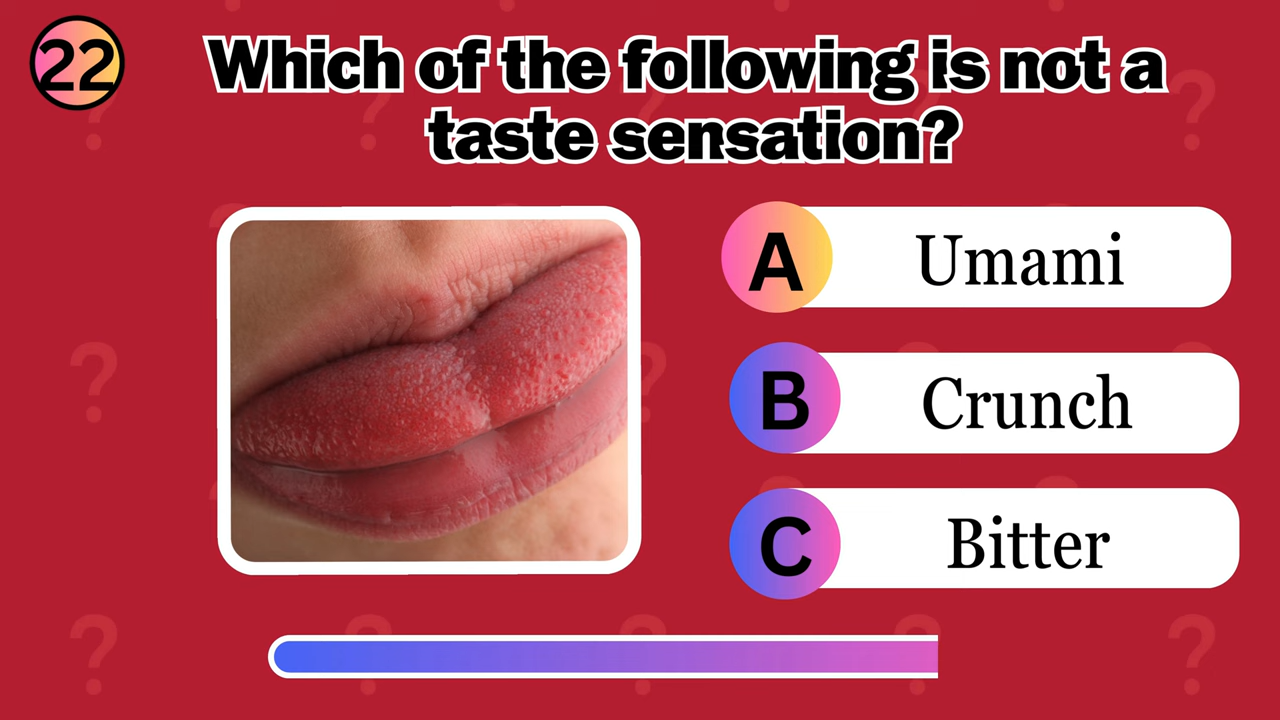 22
Which of the following is not a
taste sensation?
A Umami
B Crunch
C Bitter